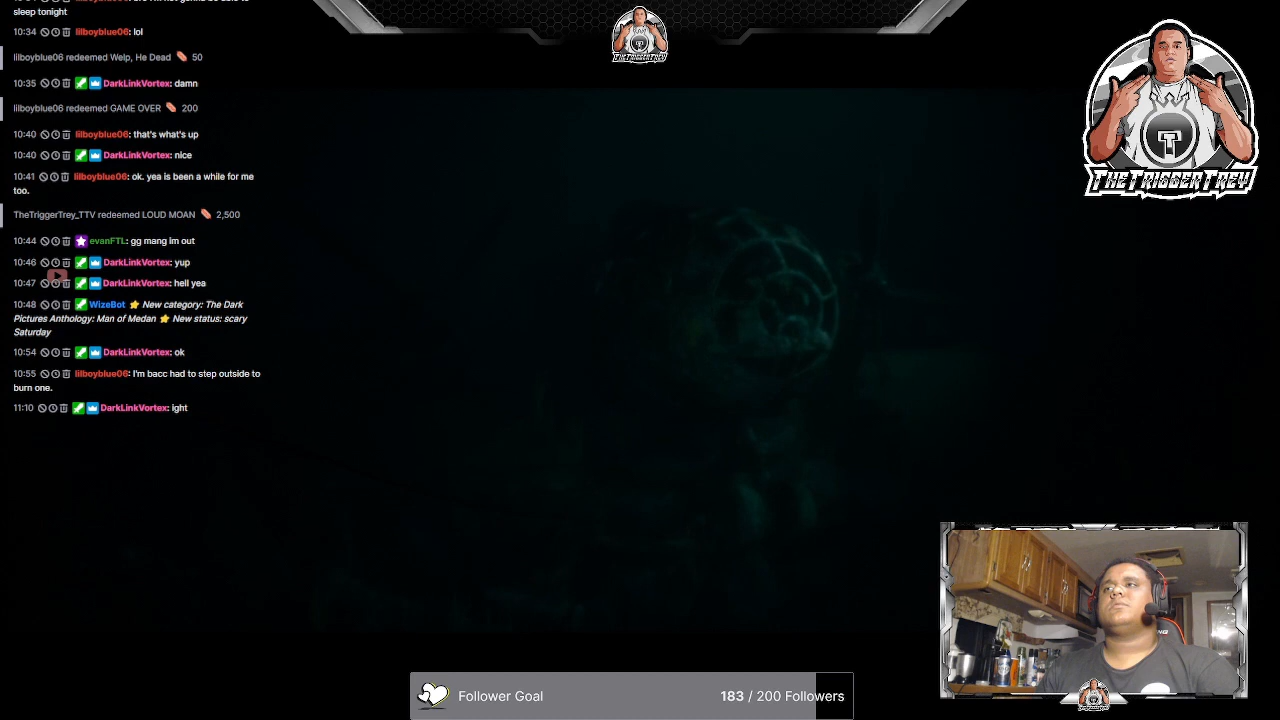 sleep tonight
10:34 lilboyblue06: lol
lilboyblue06 redeemed Welp, He Dead 50
10:35 DarkLinkVortex: damn
lilboyblue06 redeemed GAME OVER 200
10:40 lilboyblue06: that's what's up
10:40 DarkLinkVortex: nice
10:41 lilboyblue06: ok. yea is been a while for me
too.
TheTriggerTrey_TTV redeemed LOUD MOAN 2,500
10:44 evanFTL: gg mang im out
10:46 DarkLinkVortex: yup
10:47 DarkLinkVortex: hell yea
10:48 WizeBot New category: The Dark
Pictures Anthology: Man of Medan New status: scary
Saturday
10:54 DarkLinkVortex: ok
10:55 lilboyblue06: I'm bacc had to step outside to
burn one.
11:10 DarkLinkVortex: ight
THETRIGGERTREY
T
THETRIGGERTREY
Follower Goal 183 / 200 Followers